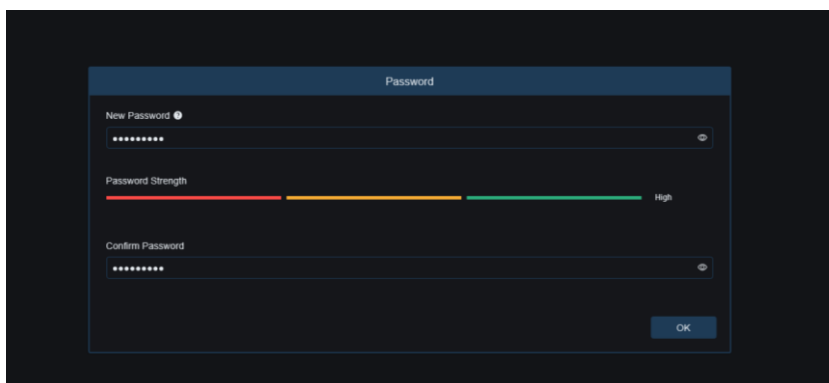 Password
New Password ?
•••••••••
Password Strength
High
Confirm Password
•••••••••
OK